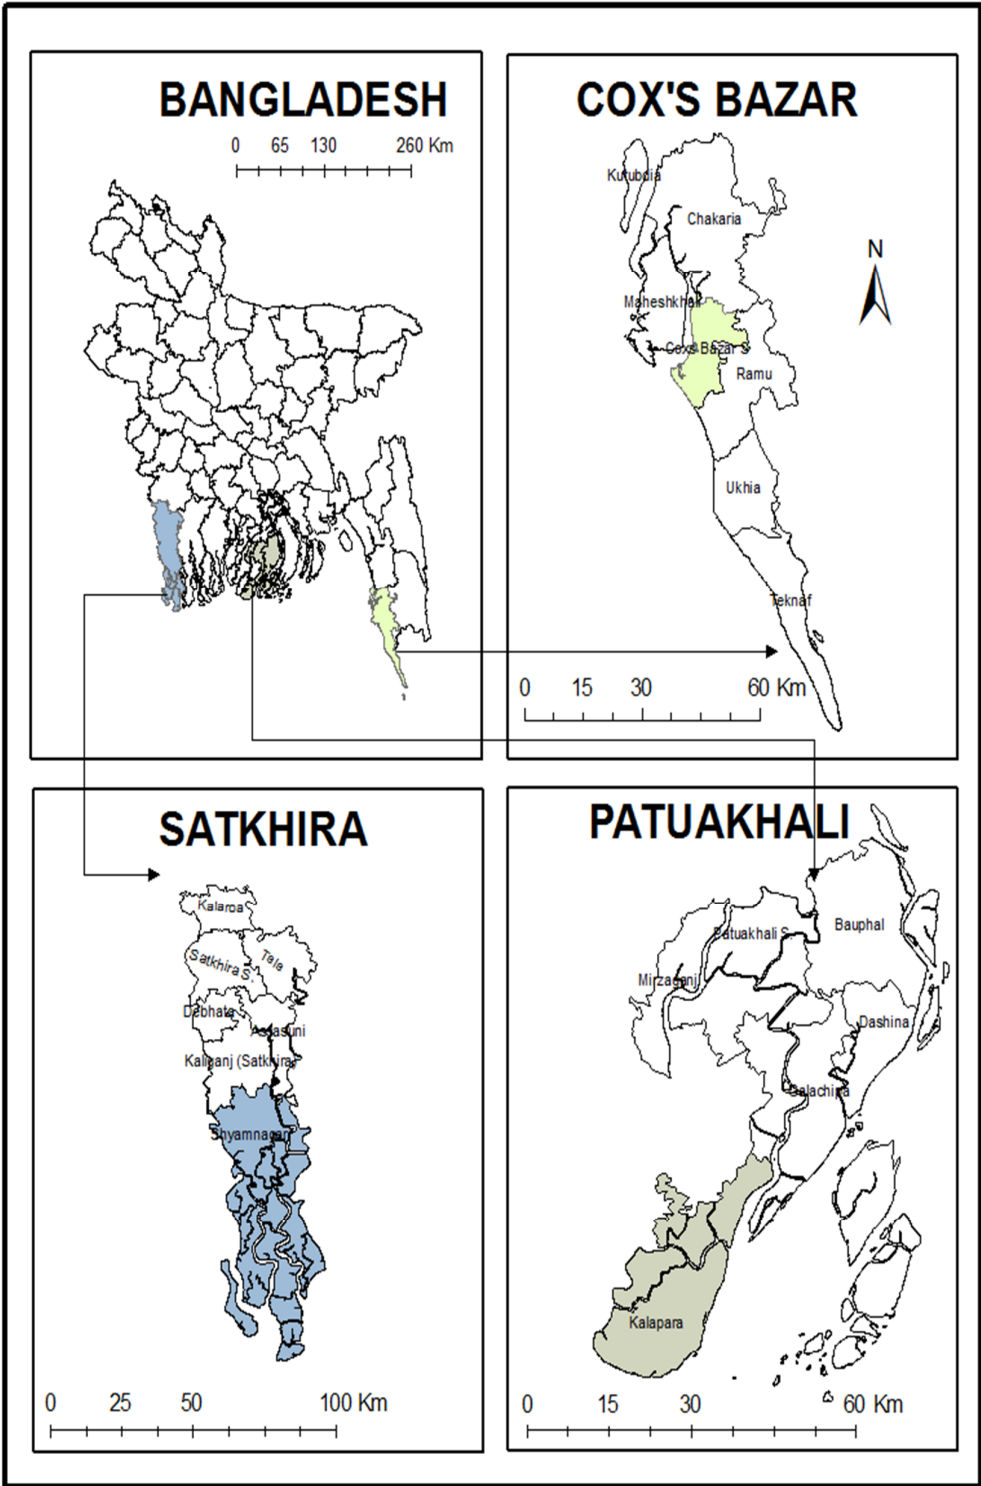 BANGLADESH
0 65 130 260 Km
COX'S BAZAR
Kutubdia
Chakaria
N
Maheshkhali
Coxs Bazar S
Ramu
Ukhia
Teknaf
0 15 30 60 Km
SATKHIRA
Kalaroa
Satkhira S.
Tala
Debhata
Assasuni
Kaliganj (Satkhira)
Shyamnagar
0 25 50 100 Km
PATUAKHALI
Bauphal
Patuakhali S.
Mirzaganj
Dashina
Galachipa
Kalapara
0 15 30 60 Km